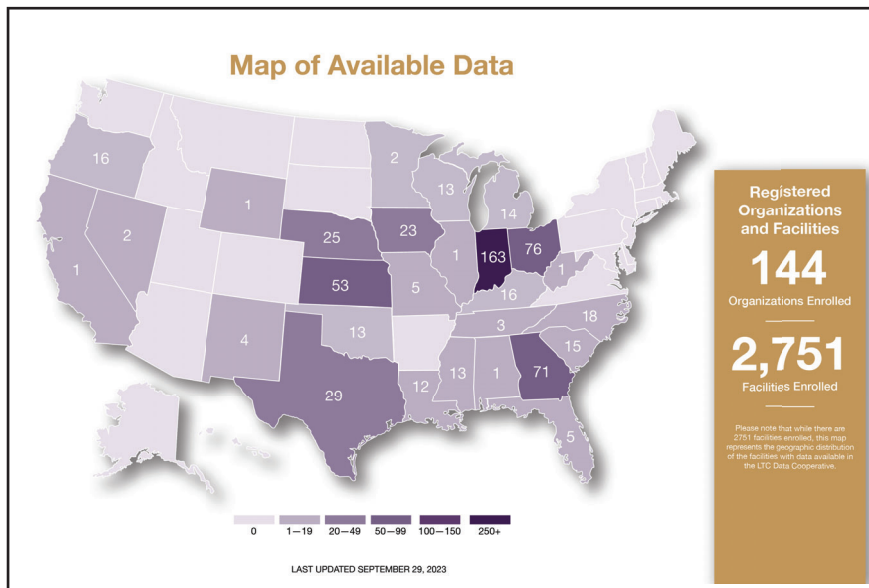 Map of Available Data
16
1
2
1
4
25
53
13
29
2
23
5
12
13
1
14
163
76
16
3
13
1
71
5
1
18
15
Registered
Organizations
and Facilities
144
Organizations Enrolled
2,751
Facilities Enrolled
Please note that while there are
2751 facilities enrolled, this map
represents the geographic distribution
of the facilities with data available in
the LTC Data Cooperative.
0
1—19
20—49
50—99
100—150
250+
LAST UPDATED SEPTEMBER 29, 2023